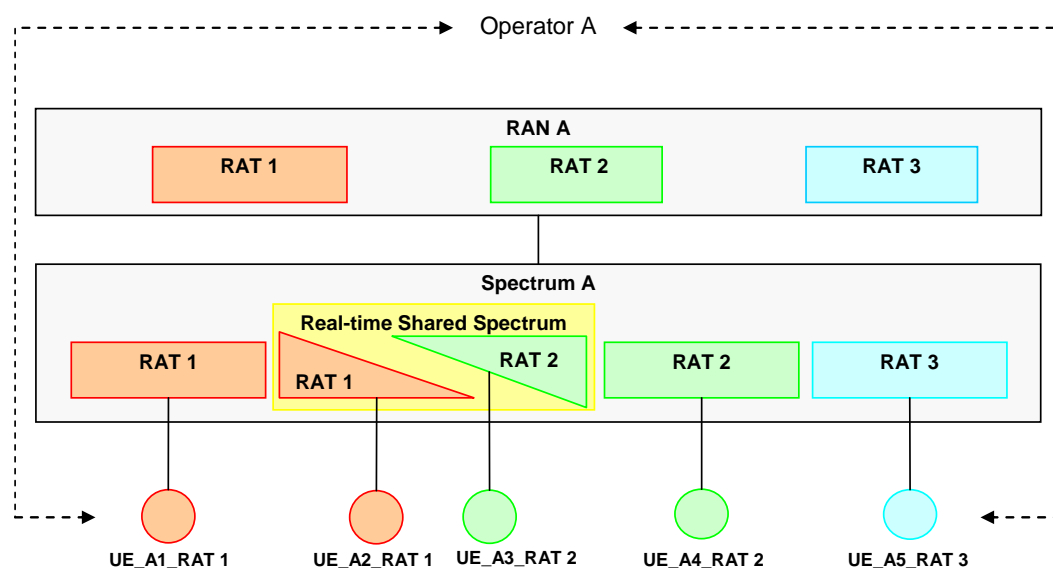 Operator A
RAN A
RAT 1
RAT 2
RAT 3
Spectrum A
Real-time Shared Spectrum
RAT 1
RAT 1
RAT 2
RAT 2
RAT 3
UE_A1_RAT 1
UE_A2_RAT 1
UE_A3_RAT 2
UE_A4_RAT 2
UE_A5_RAT 3